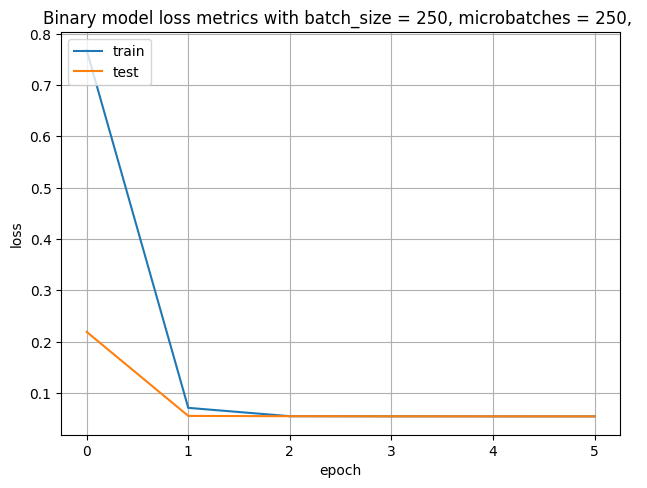 Binary model loss metrics with batch_size = 250, microbatches = 250,
train
test
0.8
0.7
0.6
0.5
0.4
0.3
0.2
0.1
loss
0 1 2 3 4 5
epoch